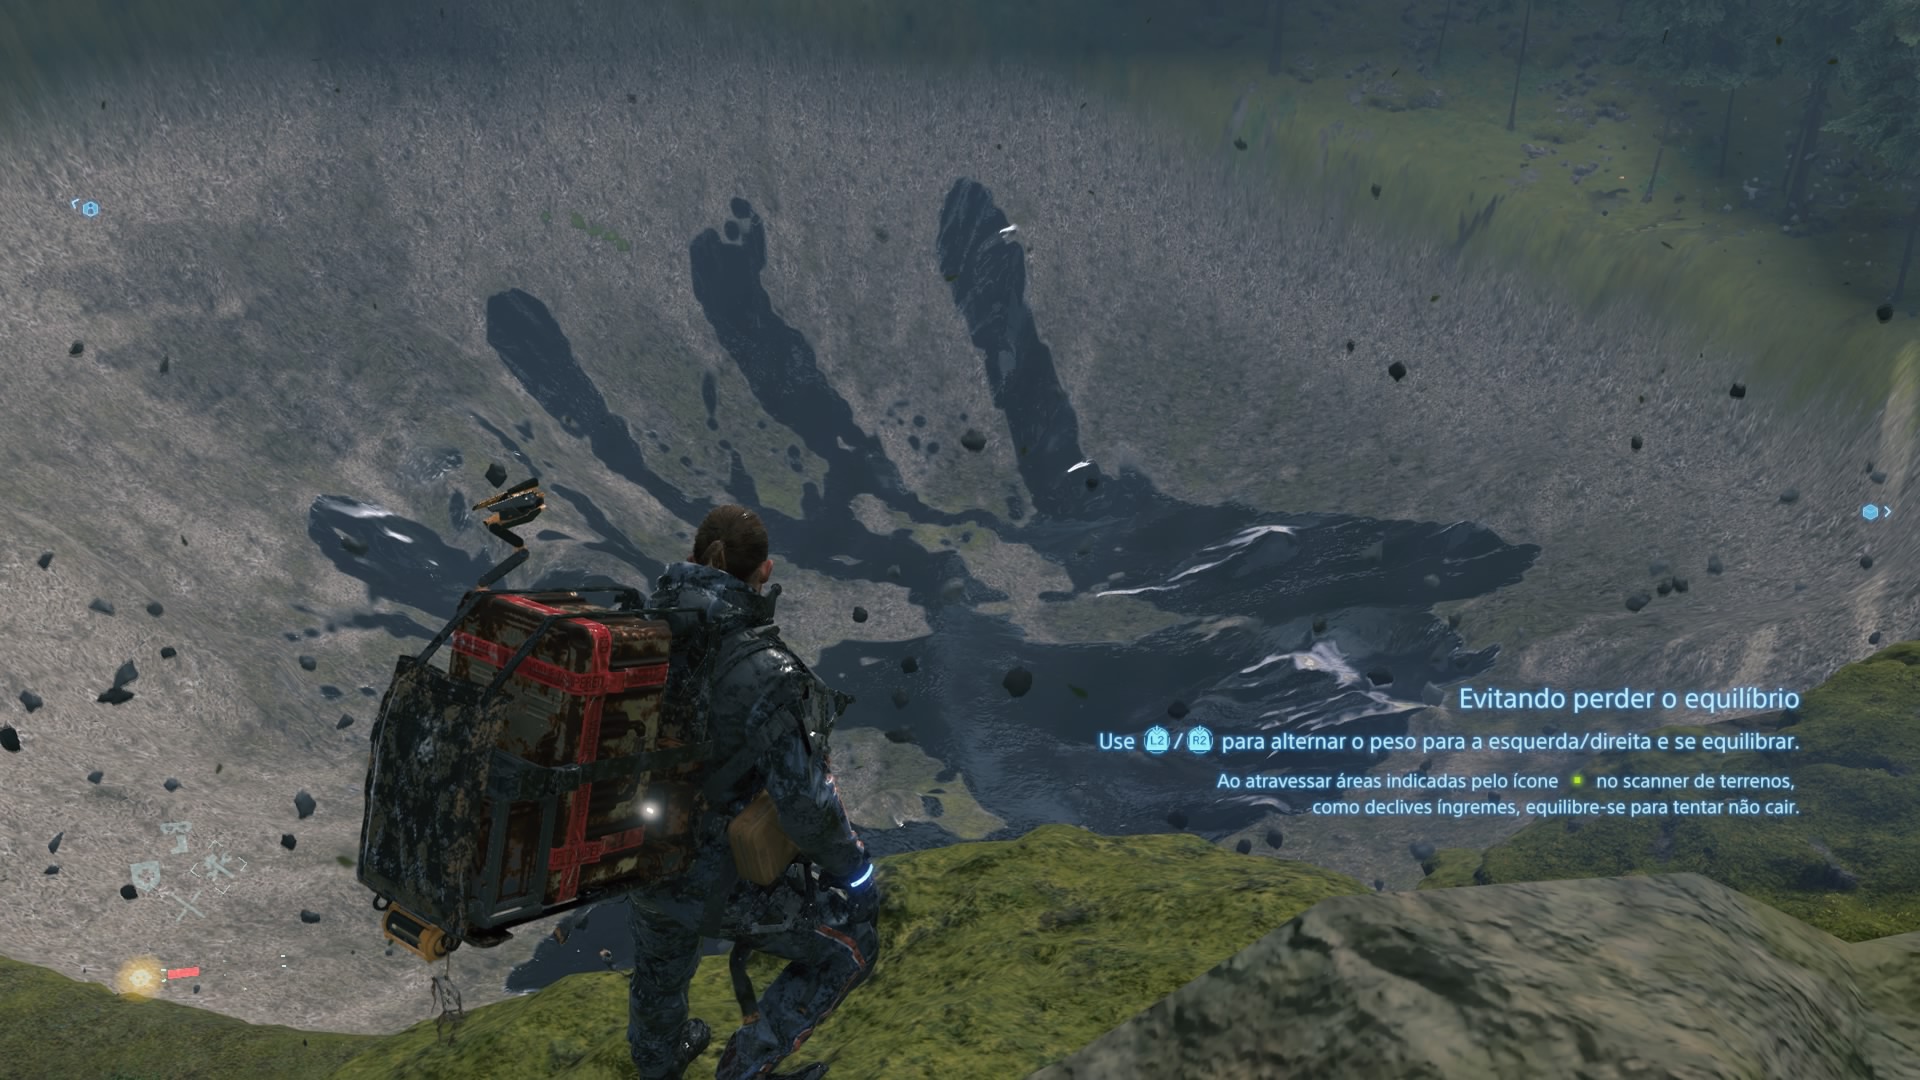 Evitando perder o equilíbrio
Use L2/R2 para alternar o peso para a esquerda/direita e se equilibrar.
Ao atravessar áreas indicadas pelo ícone no scanner de terrenos,
como declives íngremes, equilibre-se para tentar não cair.